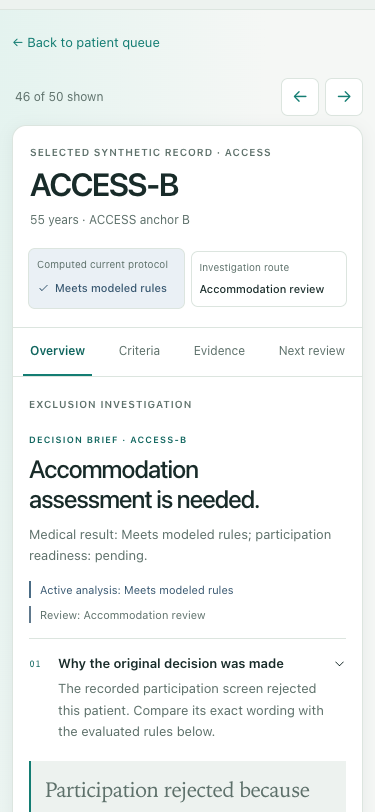 ← Back to patient queue
46 of 50 shown
← →
SELECTED SYNTHETIC RECORD · ACCESS
ACCESS-B
55 years · ACCESS anchor B
Computed current protocol
✓ Meets modeled rules
Investigation route
Accommodation review
Overview Criteria Evidence Next review
EXCLUSION INVESTIGATION
DECISION BRIEF · ACCESS-B
Accommodation
assessment is needed.
Medical result: Meets modeled rules; participation
readiness: pending.
Active analysis: Meets modeled rules
Review: Accommodation review
01 Why the original decision was made
The recorded participation screen rejected
this patient. Compare its exact wording with
the evaluated rules below.
Participation rejected because